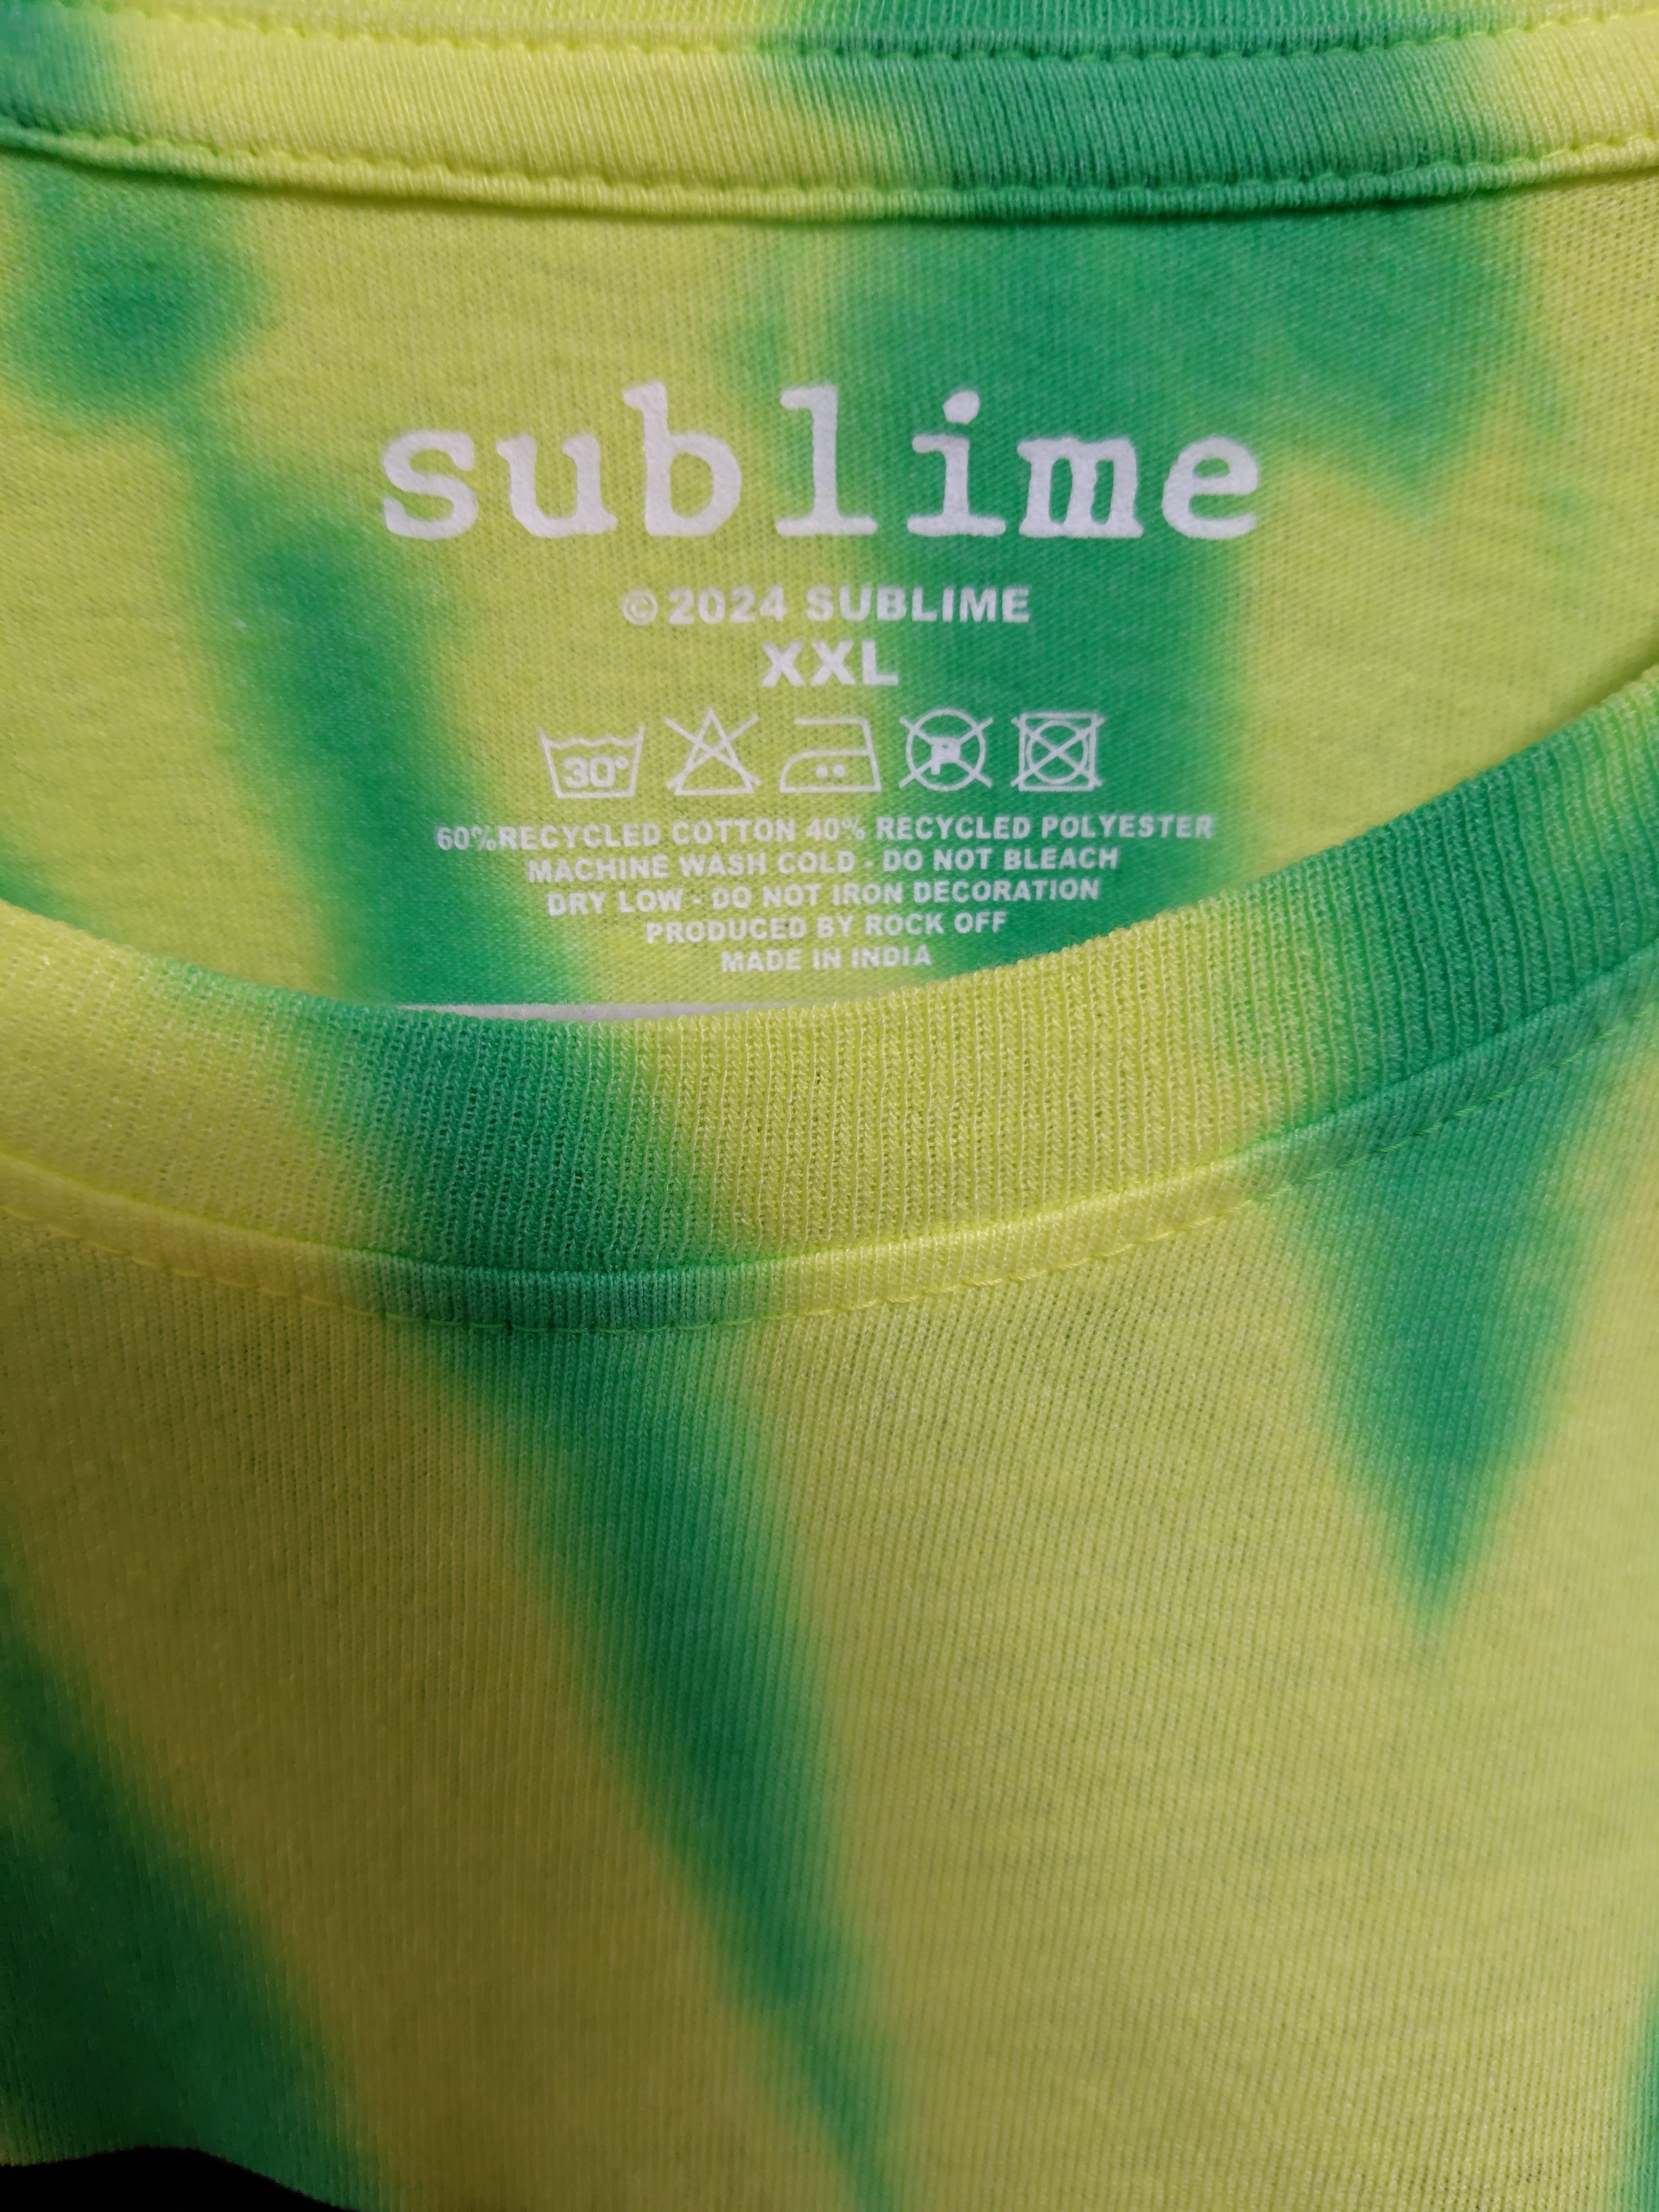 sublime
©2024 SUBLIME
XXL
30° P
60%RECYCLED COTTON 40% RECYCLED POLYESTER
MACHINE WASH COLD - DO NOT BLEACH
DRY LOW - DO NOT IRON DECORATION
PRODUCED BY ROCK OFF
MADE IN INDIA